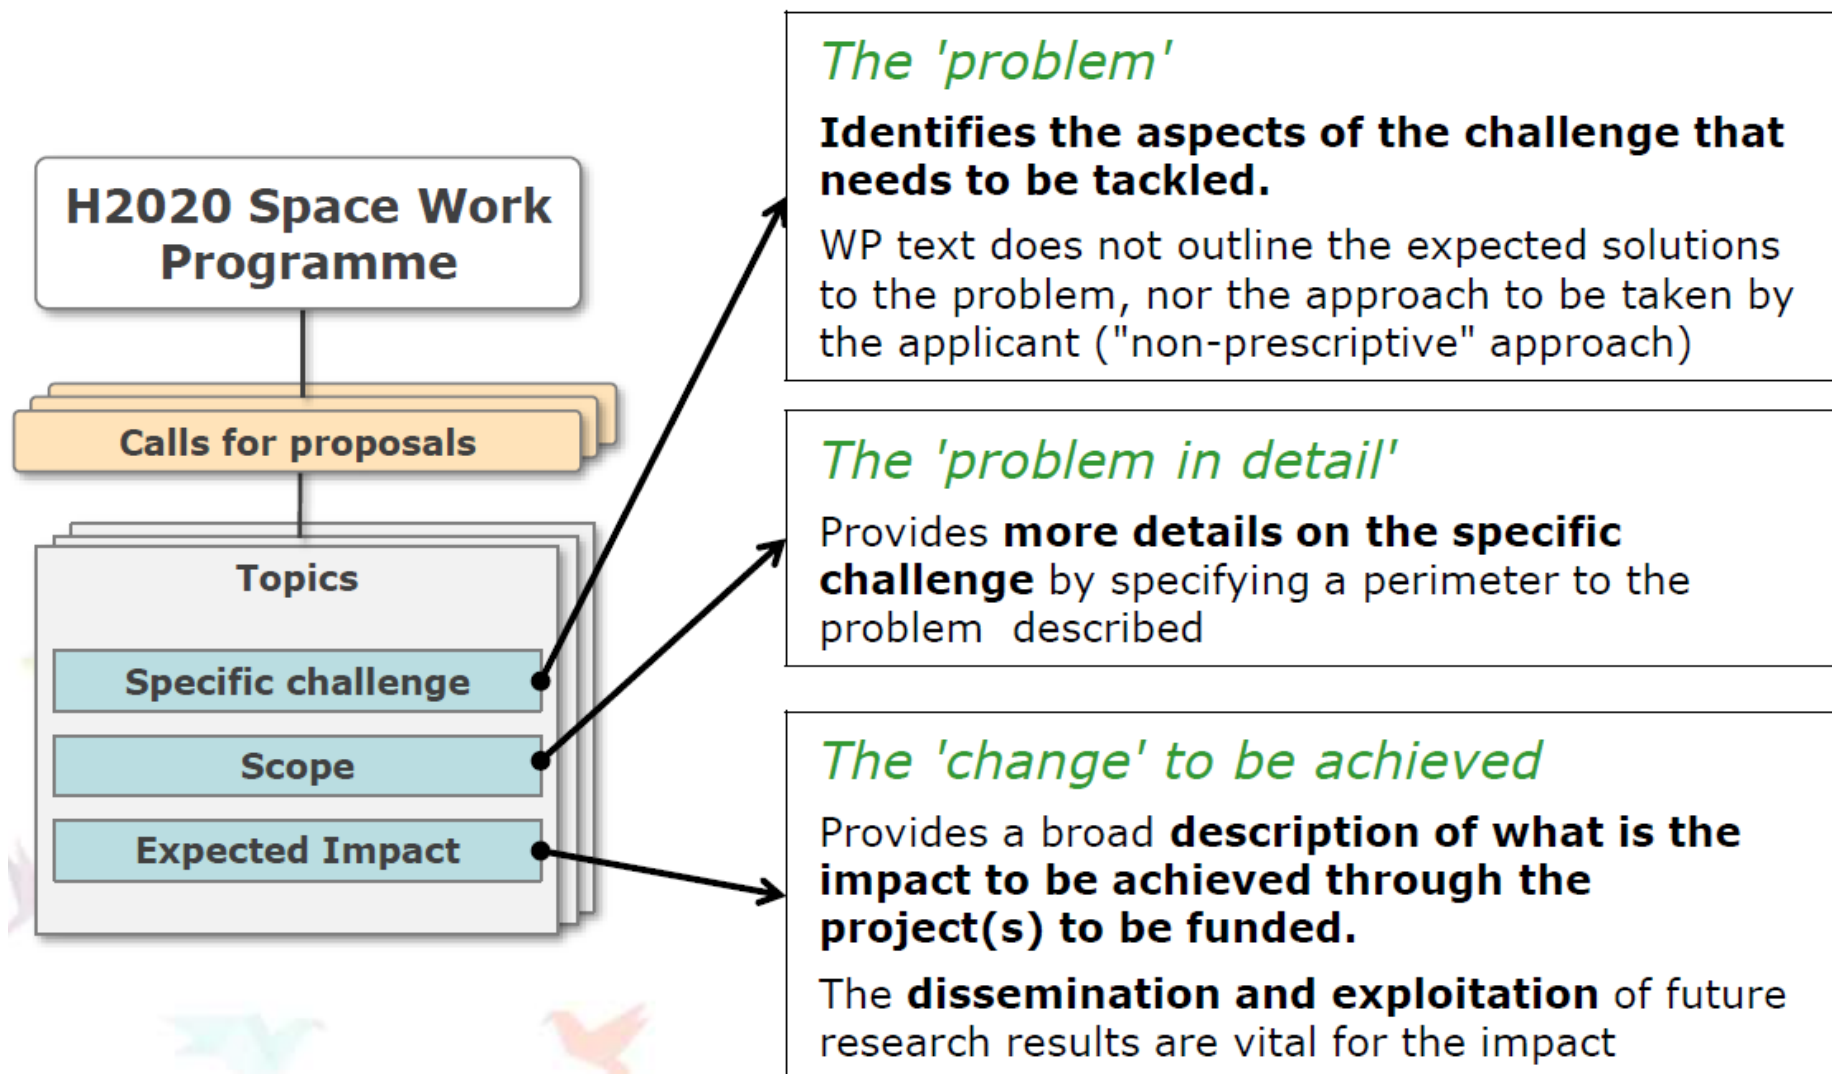 H2020 Space Work
Programme
Calls for proposals
Topics
Specific challenge
Scope
Expected Impact
The 'problem'
Identifies the aspects of the challenge that
needs to be tackled.
WP text does not outline the expected solutions
to the problem, nor the approach to be taken by
the applicant ("non-prescriptive" approach)
The 'problem in detail'
Provides more details on the specific
challenge by specifying a perimeter to the
problem described
The 'change' to be achieved
Provides a broad description of what is the
impact to be achieved through the
project(s) to be funded.
The dissemination and exploitation of future
research results are vital for the impact